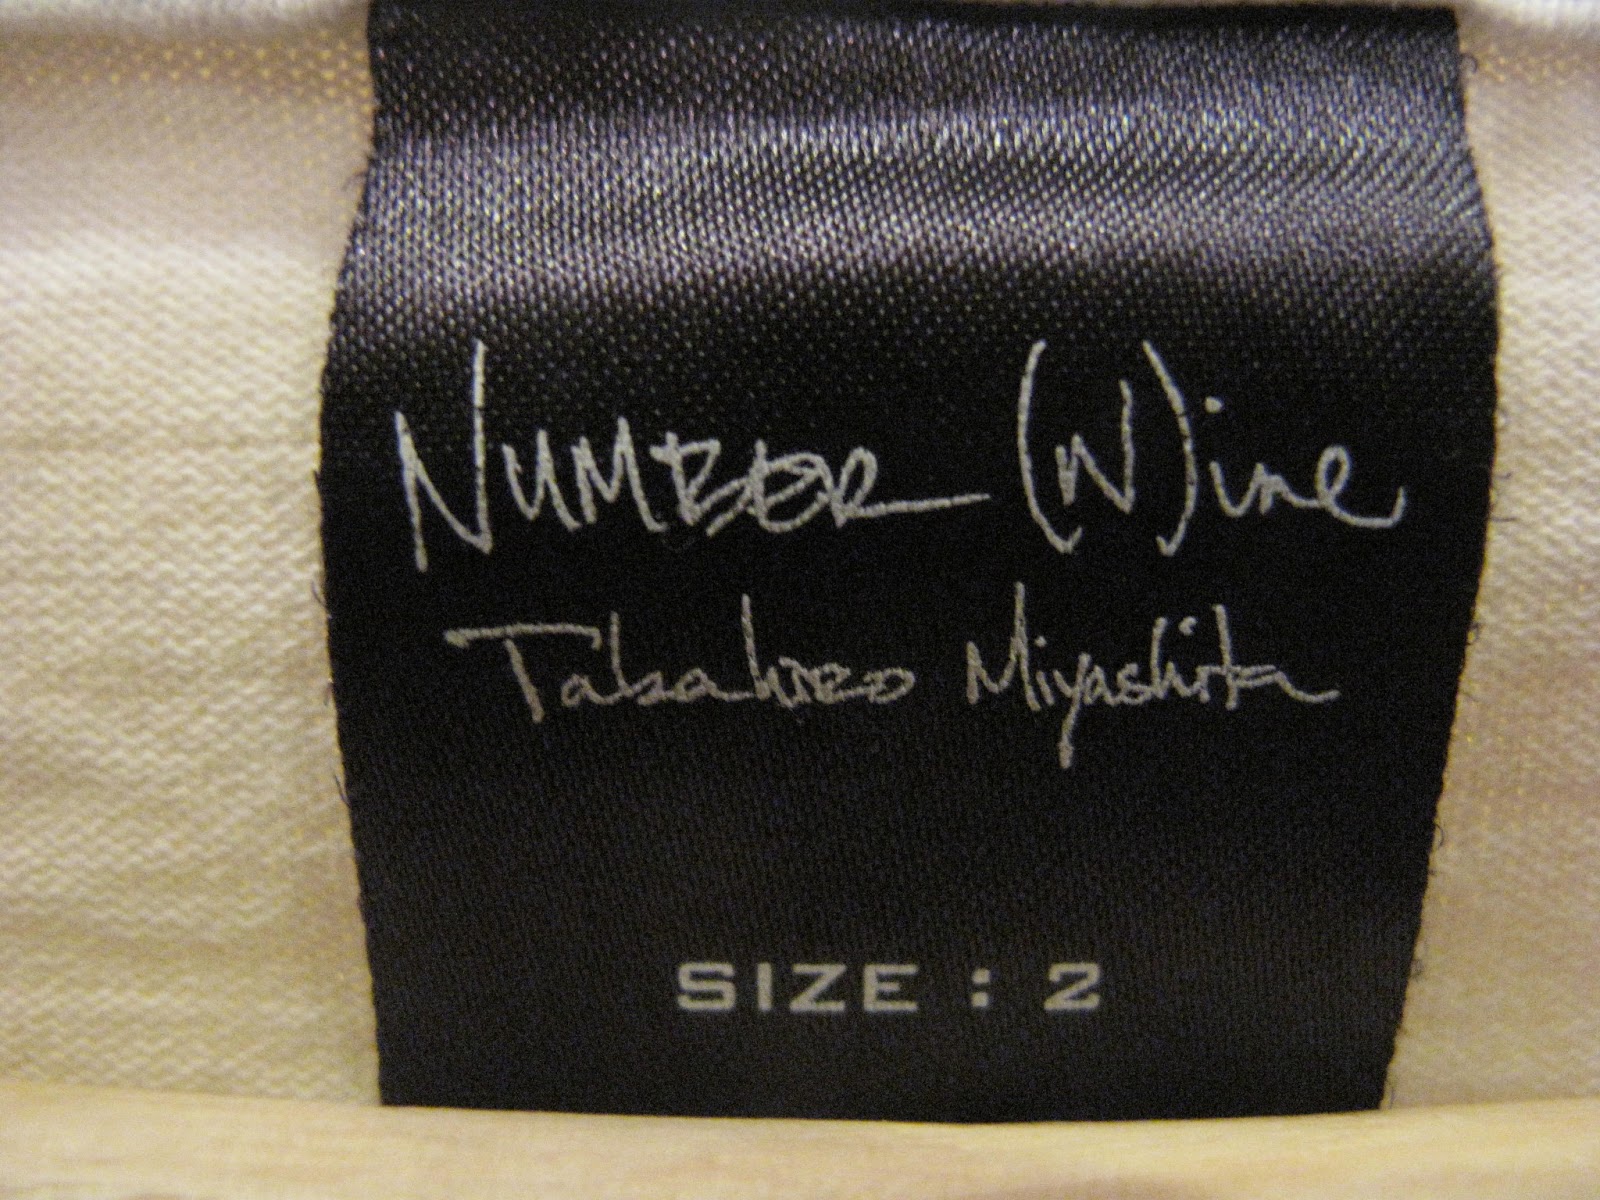 NUMBER (N)ine
Takahiro Miyashita
SIZE : 2